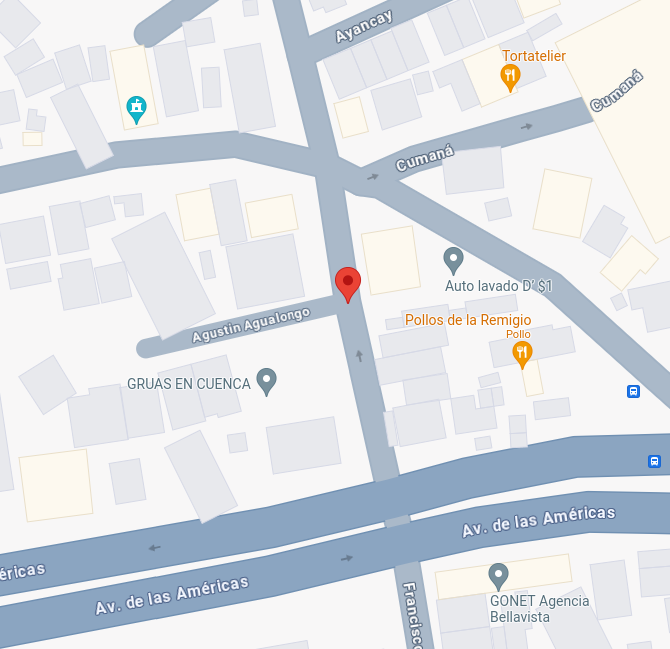 Ayancay
Tortatelier
Cumaná
Cumaná
Auto lavado D' $1
Agustín Agualongo
Pollos de la Remigio
Pollo
GRUAS EN CUENCA
Av. de las Américas
éricas
Av. de las Américas
Francisco
GONET Agencia
Bellavista